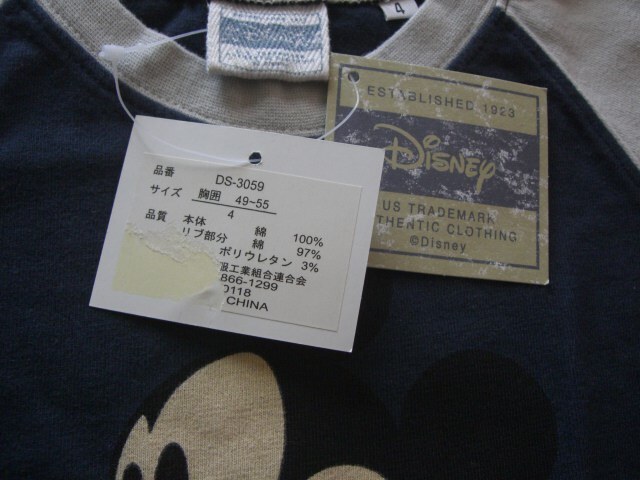 4
ESTABLISHED 1923
Disney
US TRADEMARK
THENTIC CLOTHING
©Disney
品番 DS-3059
サイズ 胸囲 49~55
4
品質 本体 綿 100%
リブ部分 綿 97%
ポリウレタン 3%
工業組合連合会
866-1299
0118
CHINA